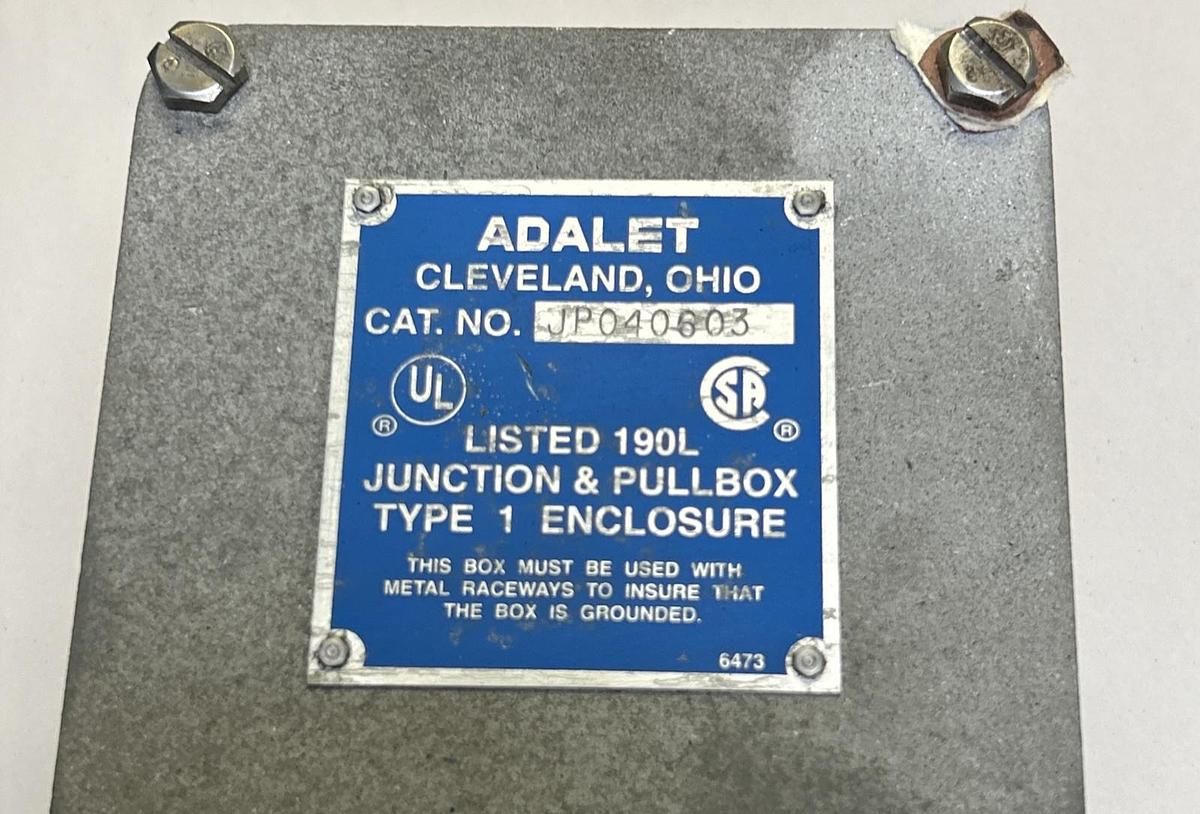 ADALET
CLEVELAND, OHIO
CAT. NO. JP040603
UL ® SA ®
LISTED 190L
JUNCTION & PULLBOX
TYPE 1 ENCLOSURE
THIS BOX MUST BE USED WITH
METAL RACEWAYS TO INSURE THAT
THE BOX IS GROUNDED.
6473